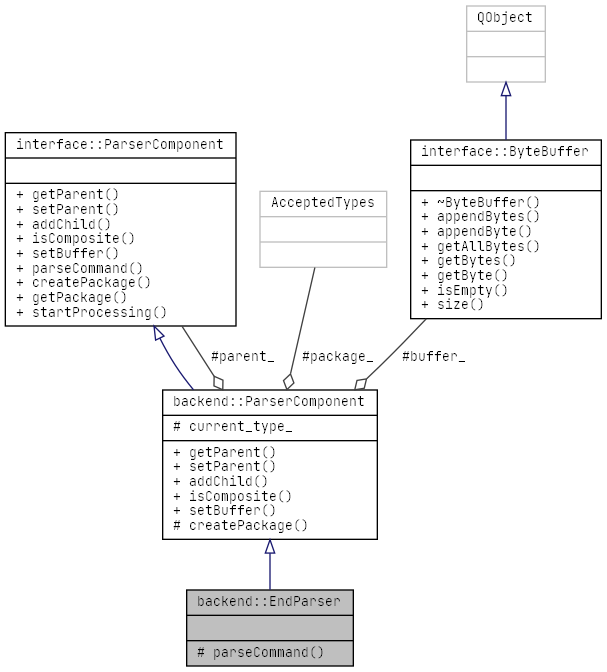 QObject
interface::ParserComponent
+ getParent()
+ setParent()
+ addChild()
+ isComposite()
+ setBuffer()
+ parseCommand()
+ createPackage()
+ getPackage()
+ startProcessing()
AcceptedTypes
interface::ByteBuffer
+ ~ByteBuffer()
+ appendBytes()
+ appendByte()
+ getAllBytes()
+ getBytes()
+ getByte()
+ isEmpty()
+ size()
#parent_
#package_
#buffer_
backend::ParserComponent
# current_type_
+ getParent()
+ setParent()
+ addChild()
+ isComposite()
+ setBuffer()
# createPackage()
backend::EndParser
# parseCommand()